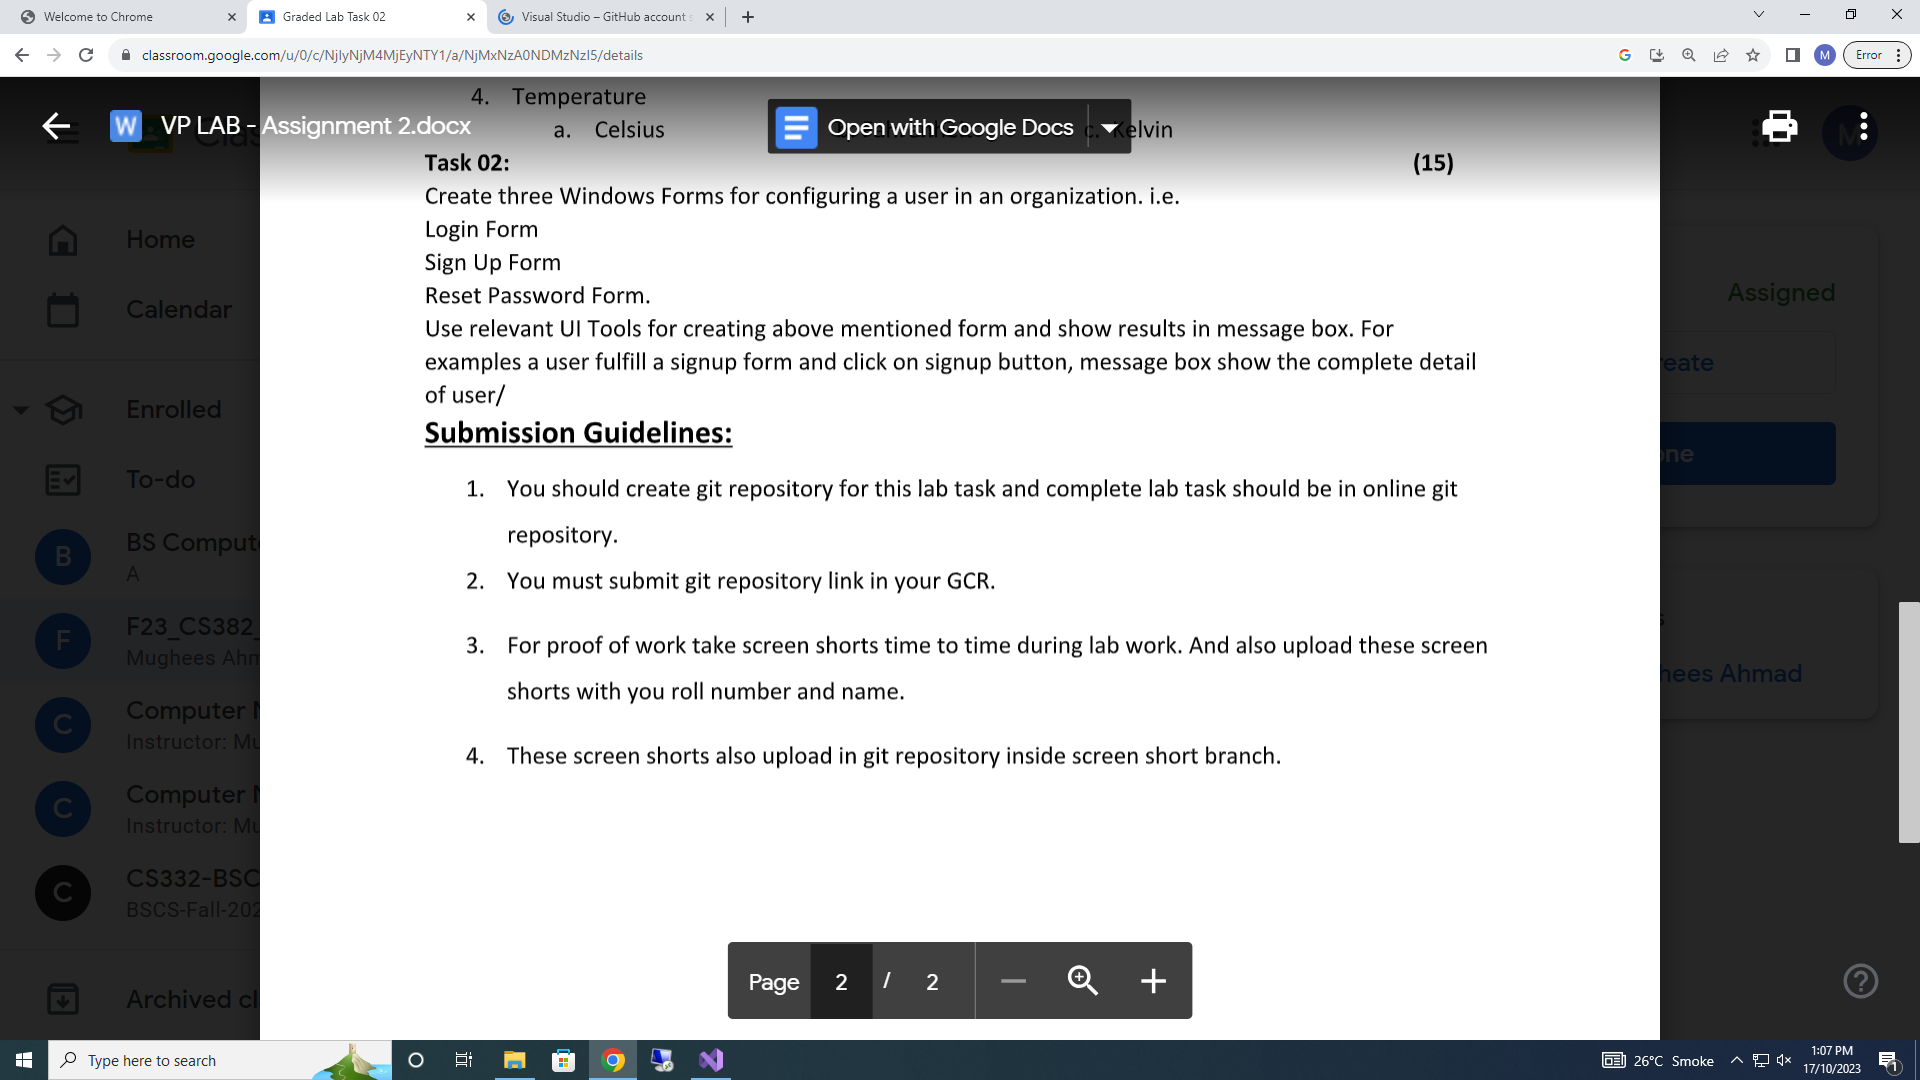 Welcome to Chrome
Graded Lab Task 02
Visual Studio – GitHub account s
classroom.google.com/u/0/c/NjIyNjM4MjEyNTY1/a/NjMxNzA0NDMzNzI5/details
M
Error
4. Temperature
VP LAB - Assignment 2.docx
Open with Google Docs
a. Celsius
c. Kelvin
Task 02: (15)
Create three Windows Forms for configuring a user in an organization. i.e.
Login Form
Sign Up Form
Reset Password Form.
Use relevant UI Tools for creating above mentioned form and show results in message box. For
examples a user fulfill a signup form and click on signup button, message box show the complete detail
of user/
Submission Guidelines:
1. You should create git repository for this lab task and complete lab task should be in online git
repository.
2. You must submit git repository link in your GCR.
3. For proof of work take screen shorts time to time during lab work. And also upload these screen
shorts with you roll number and name.
4. These screen shorts also upload in git repository inside screen short branch.
Home
Calendar
Enrolled
To-do
B
BS Comput
A
F
F23_CS382_
Mughees Ahm
C
Computer
Instructor: Mu
C
Computer
Instructor: Mu
C
CS332-BSC
BSCS-Fall-202
Archived cl
Assigned
reate
one
hees Ahmad
Page 2 / 2
Type here to search
26°C Smoke
1:07 PM
17/10/2023
1